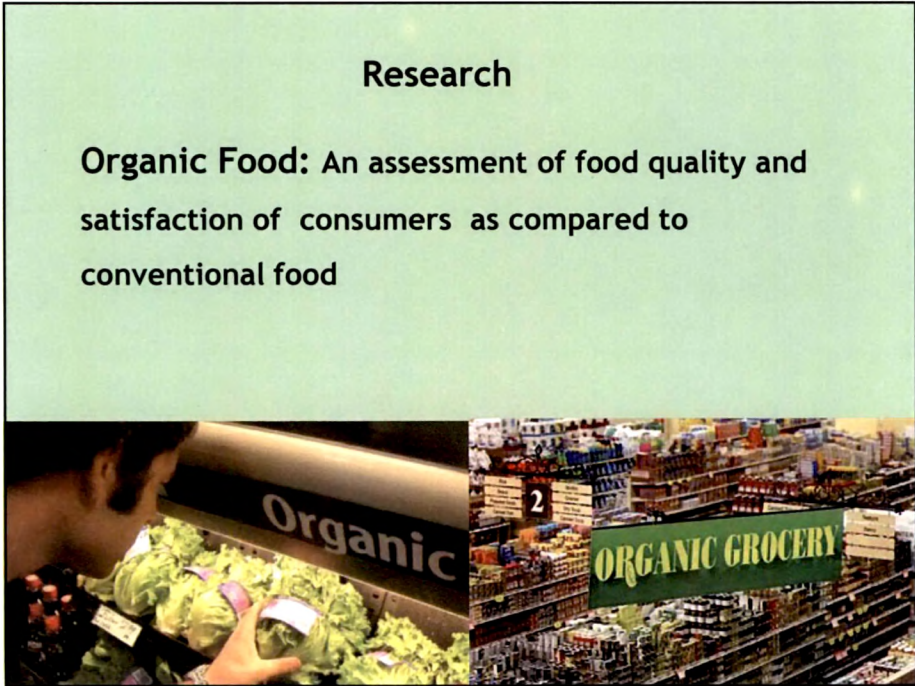 Research
Organic Food: An assessment of food quality and
satisfaction of consumers as compared to
conventional food
Organic
2
ORGANIC GROCERY